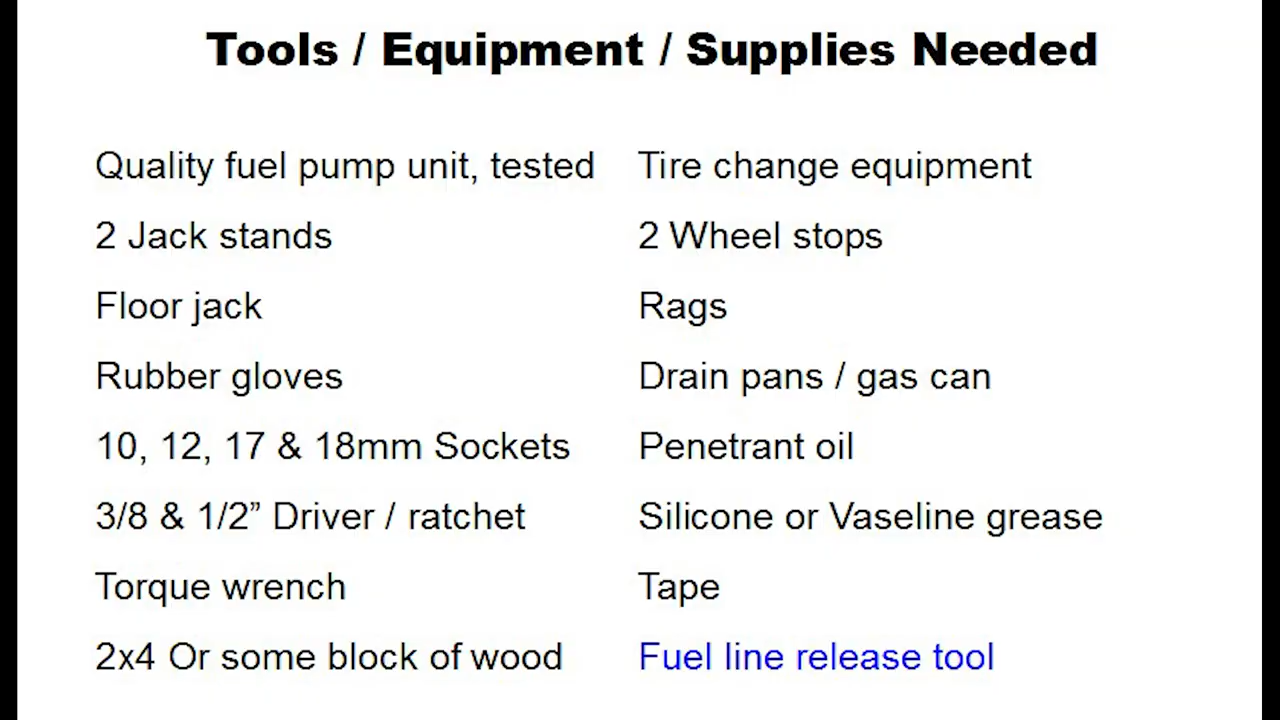 Tools / Equipment / Supplies Needed
Quality fuel pump unit, tested
2 Jack stands
Floor jack
Rubber gloves
10, 12, 17 & 18mm Sockets
3/8 & 1/2” Driver / ratchet
Torque wrench
2x4 Or some block of wood
Tire change equipment
2 Wheel stops
Rags
Drain pans / gas can
Penetrant oil
Silicone or Vaseline grease
Tape
Fuel line release tool